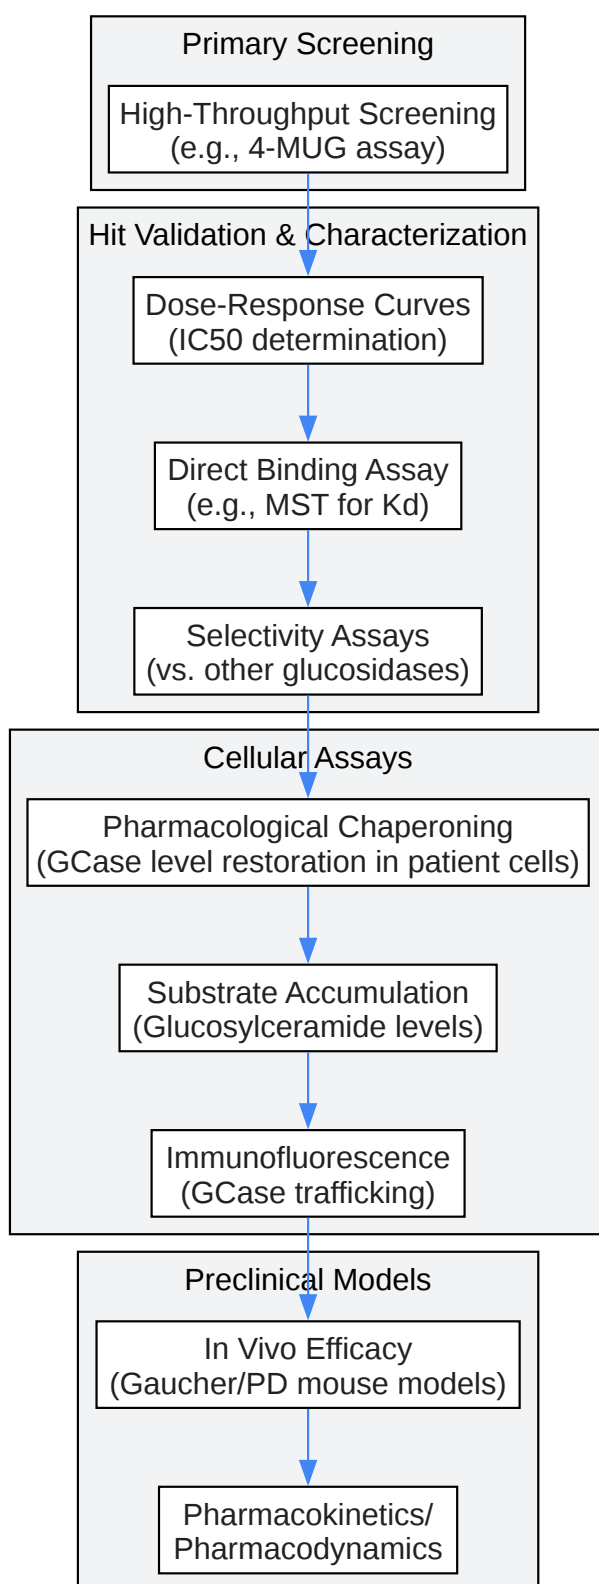 Primary Screening
High-Throughput Screening
(e.g., 4-MUG assay)
Hit Validation & Characterization
Dose-Response Curves
(IC50 determination)
Direct Binding Assay
(e.g., MST for Kd)
Selectivity Assays
(vs. other glucosidases)
Cellular Assays
Pharmacological Chaperoning
(GCase level restoration in patient cells)
Substrate Accumulation
(Glucosylceramide levels)
Immunofluorescence
(GCase trafficking)
Preclinical Models
In Vivo Efficacy
(Gaucher/PD mouse models)
Pharmacokinetics/
Pharmacodynamics